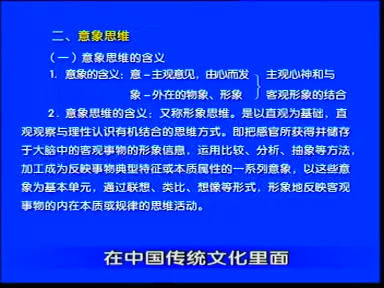 二、意象思维
（一）意象思维的含义
1. 意象的含义：意－主观意见，由心而发 主观心神和与
象－外在的物象、形象 客观形象的结合
2．意象思维的含义：又称形象思维。是以直观为基础，直
观观察与理性认识有机结合的思维方式。即把感官所获得并储存
于大脑中的客观事物的形象信息，运用比较、分析、抽象等方法，
加工成为反映事物典型特征或本质属性的一系列意象，以这些意
象为基本单元，通过联想、类比、想像等形式，形象地反映客观
事物的内在本质或规律的思维活动。
在中国传统文化里面